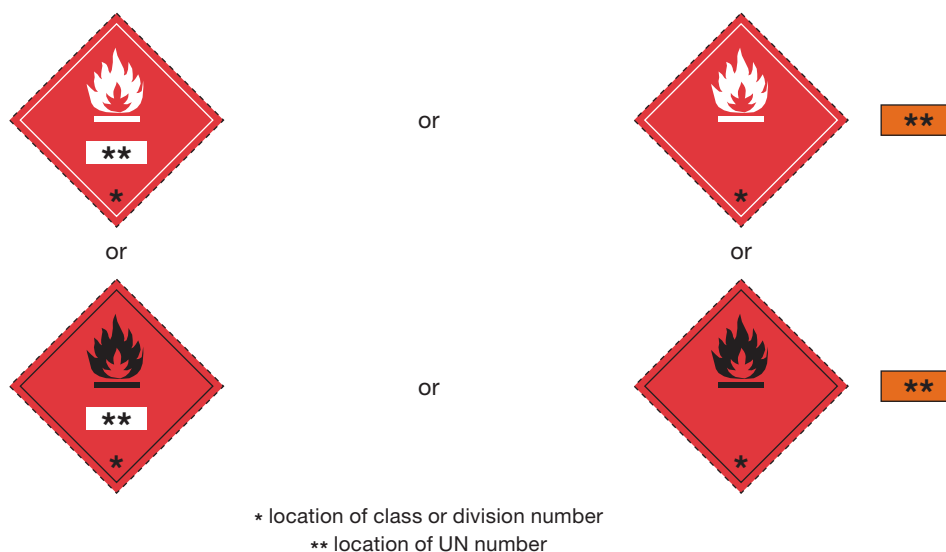 **
*
or
*
**
or
or
**
*
or
*
**
* location of class or division number
** location of UN number